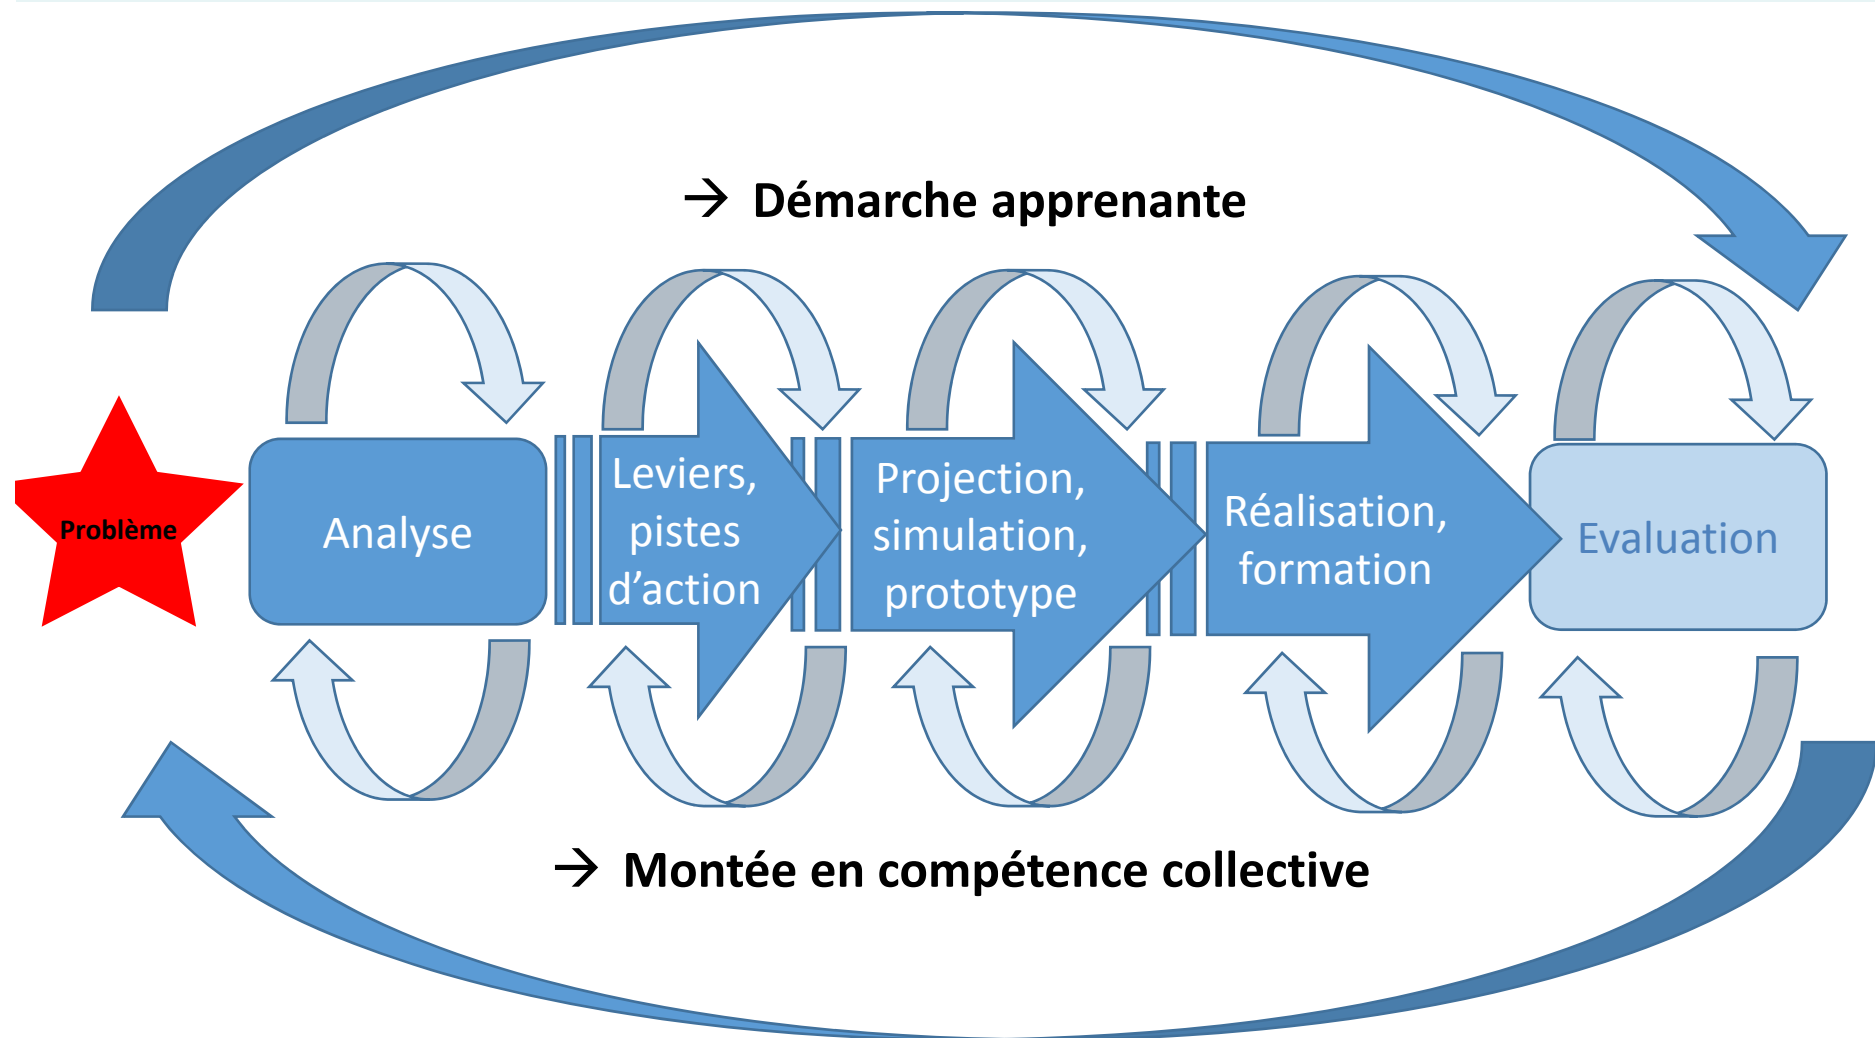 → Démarche apprenante
Problème
Analyse
Leviers,
pistes
d’action
Projection,
simulation,
prototype
Réalisation,
formation
Evaluation
→ Montée en compétence collective